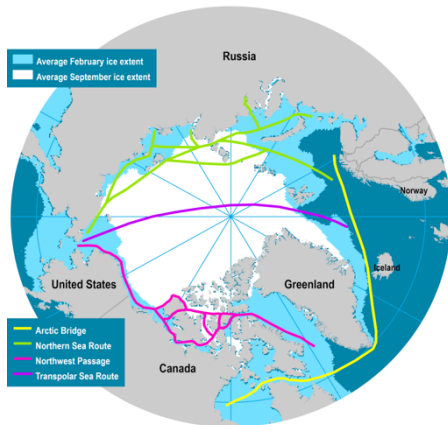 Average February ice extent
Average September ice extent
Russia
Norway
Iceland
United States
Greenland
Canada
Arctic Bridge
Northern Sea Route
Northwest Passage
Transpolar Sea Route